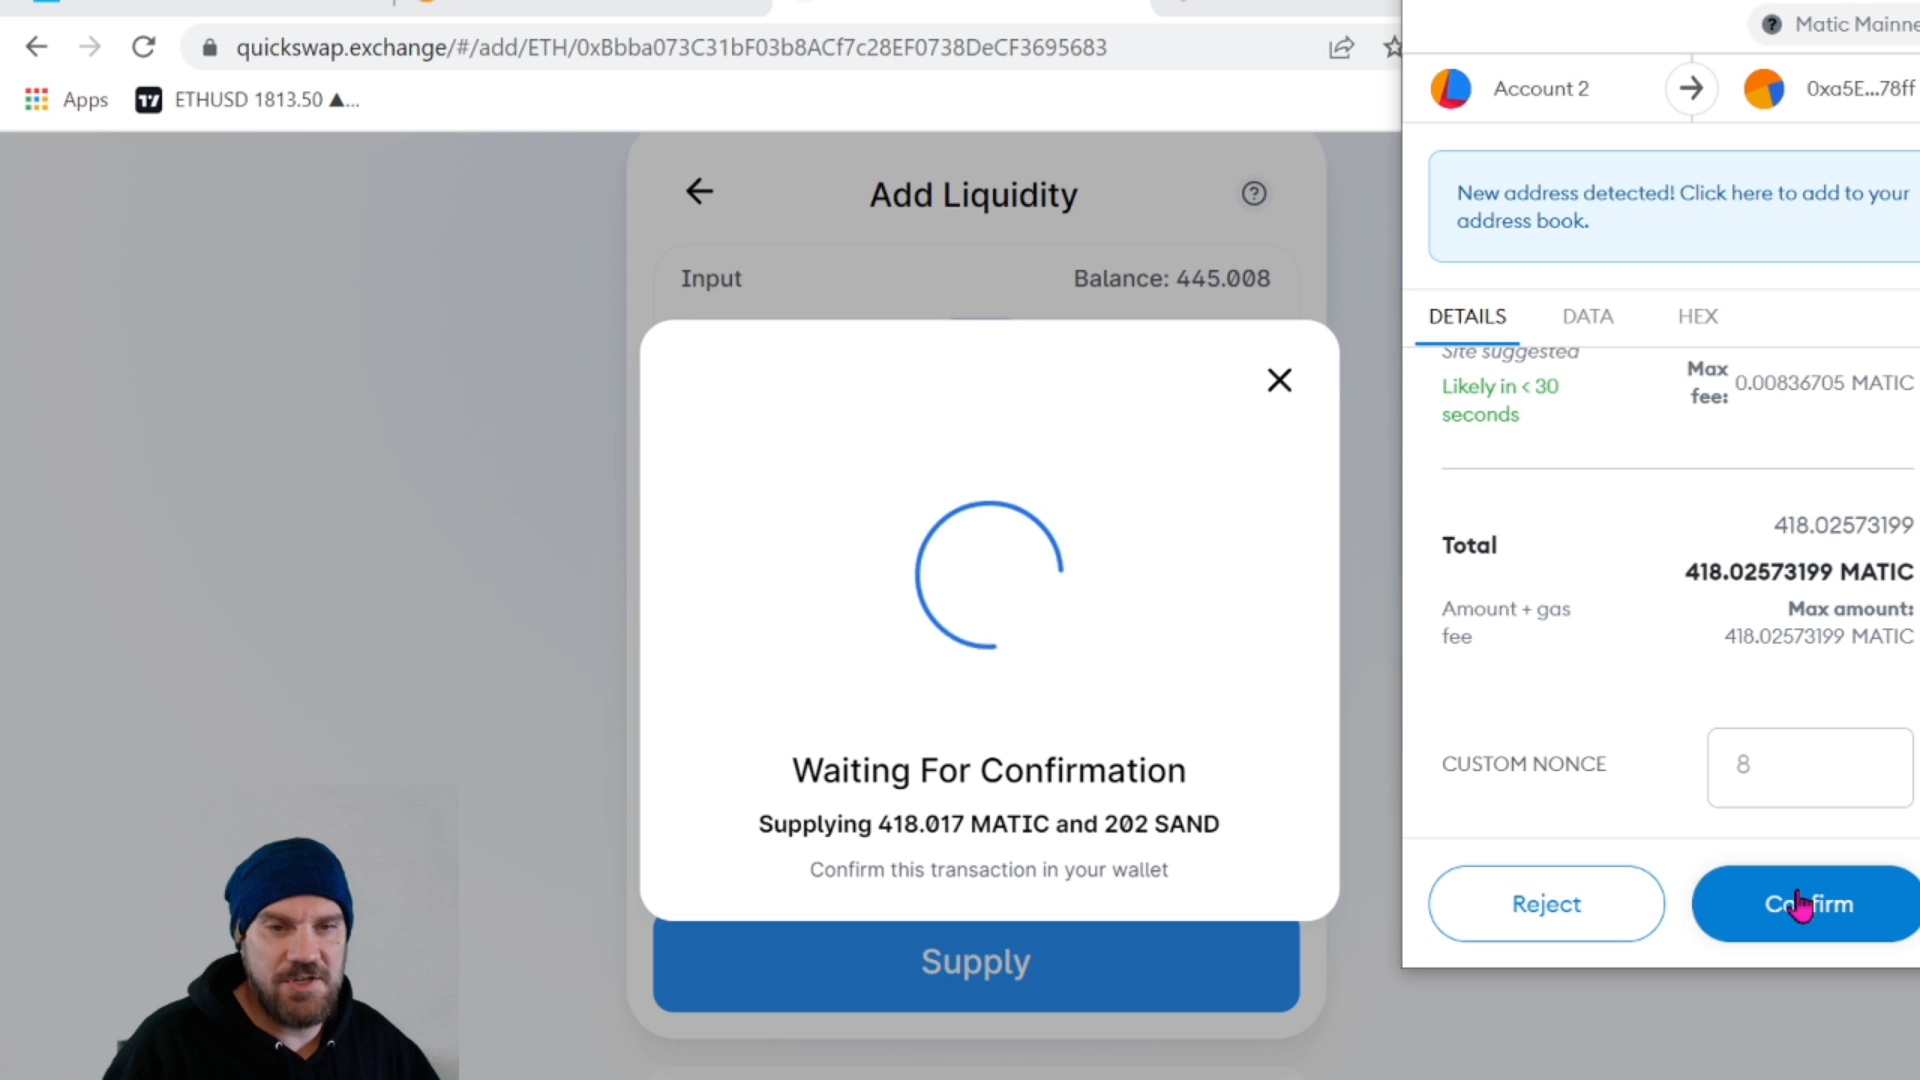 quickswap.exchange/#/add/ETH/0xBbba073C31bF03b8ACf7c28EF0738DeCF3695683
Apps
ETHUSD 1813.50 ▲...
Add Liquidity
Input
Balance: 445.008
Waiting For Confirmation
Supplying 418.017 MATIC and 202 SAND
Confirm this transaction in your wallet
Supply
Matic Mainne
Account 2
0xa5E...78ff
New address detected! Click here to add to your
address book.
DETAILS
DATA
HEX
Site suggested
Likely in < 30
seconds
Max
fee:
0.00836705 MATIC
418.02573199
Total
418.02573199 MATIC
Amount + gas
fee
Max amount:
418.02573199 MATIC
CUSTOM NONCE
8
Reject
Confirm